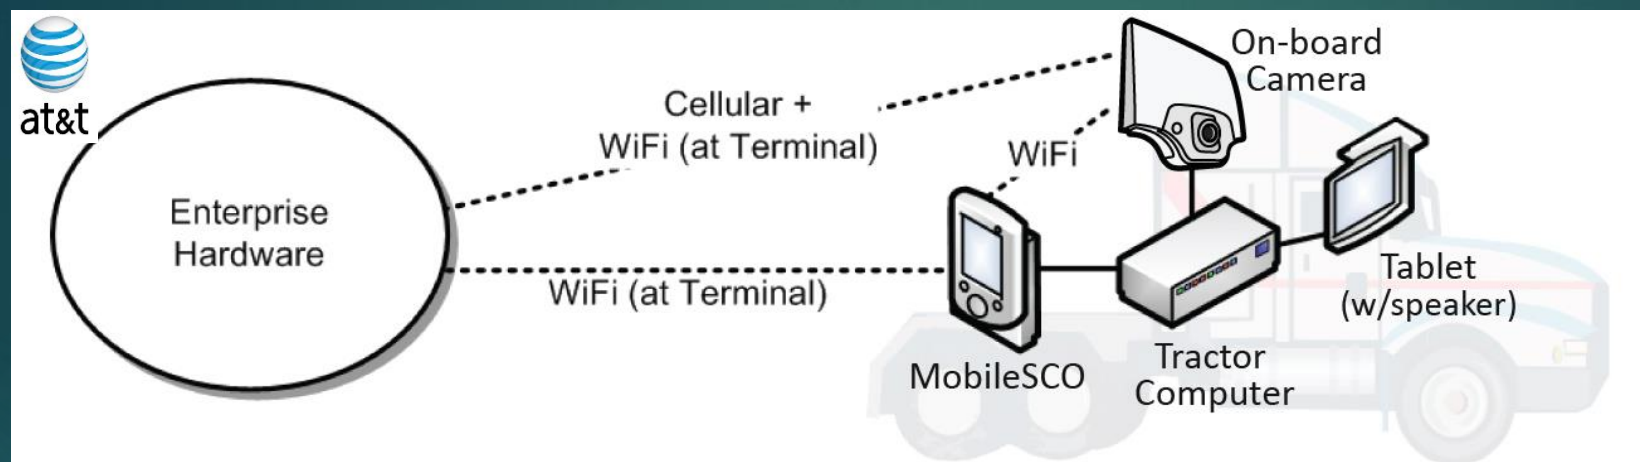 at&t
Enterprise
Hardware
Cellular +
WiFi (at Terminal)
WiFi (at Terminal)
WiFi
On-board
Camera
MobileSCO
Tractor
Computer
Tablet
(w/speaker)